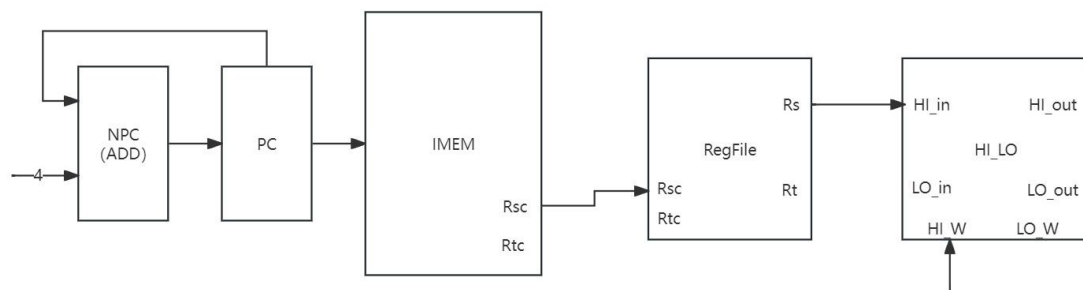 4
NPC
(ADD)
PC
IMEM
Rsc
Rtc
RegFile
Rs
Rsc
Rt
Rtc
HI_in
HI_out
HI_LO
LO_in
LO_out
HI_W
LO_W